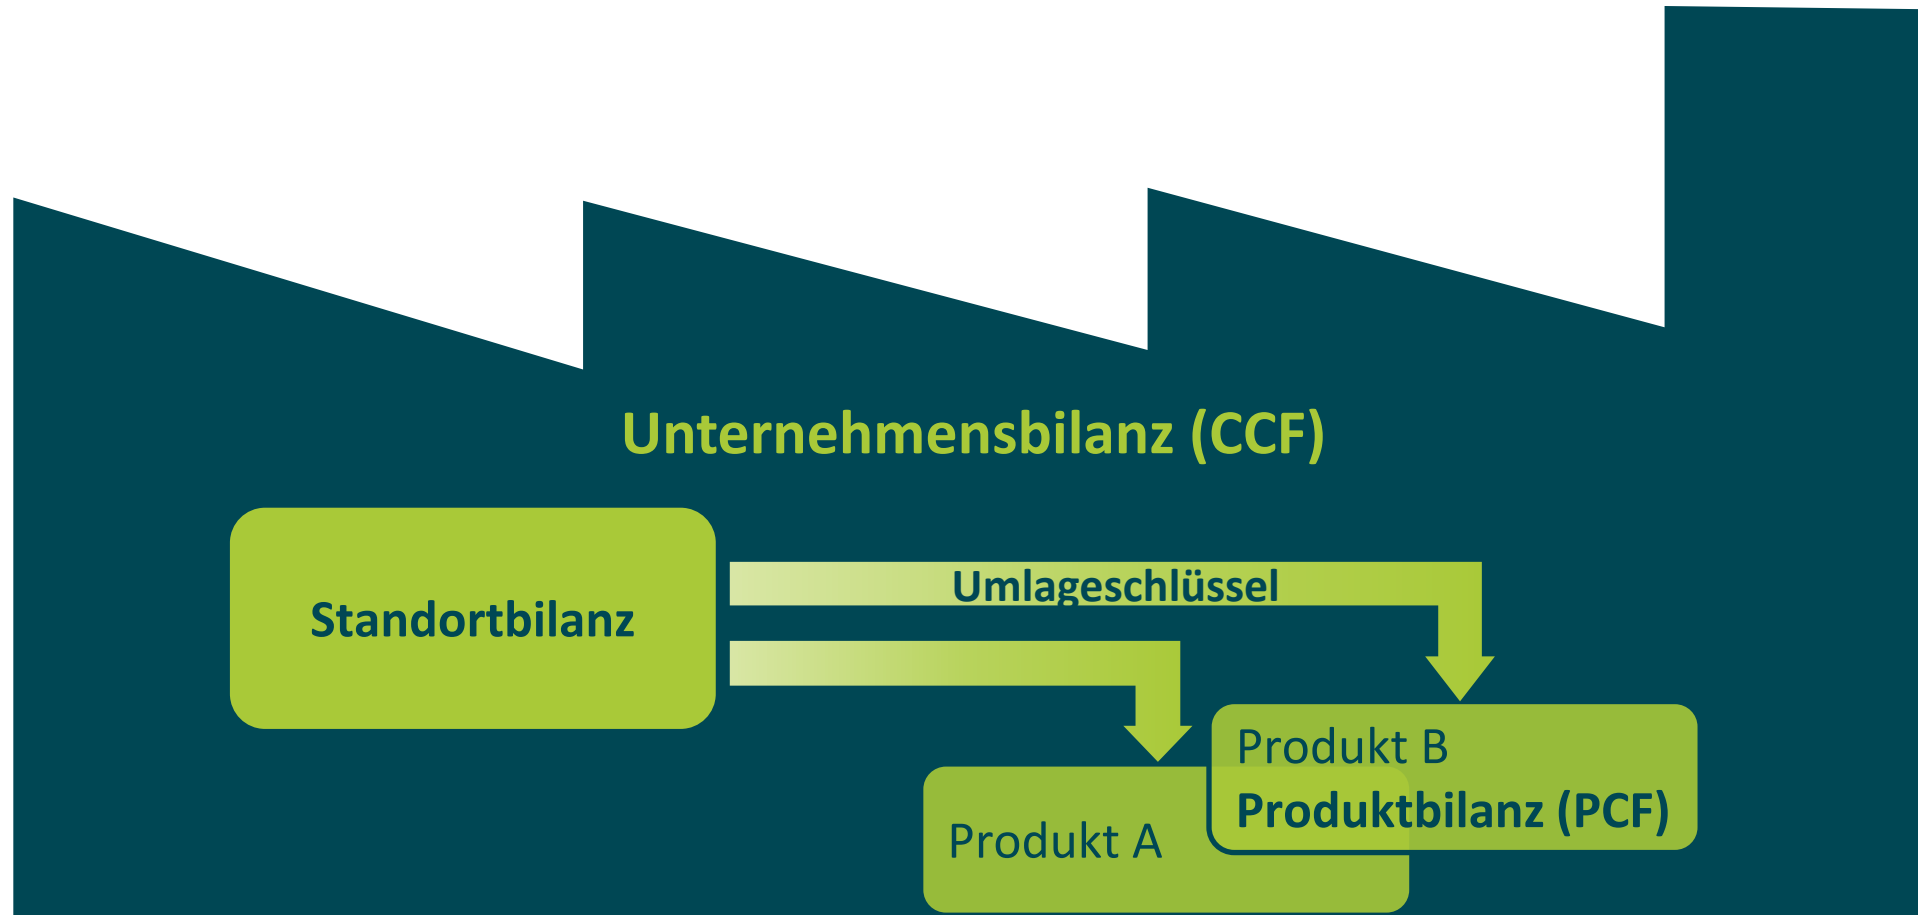 Unternehmensbilanz (CCF)
Standortbilanz
Umlageschlüssel
Produkt B
Produktbilanz (PCF)
Produkt A